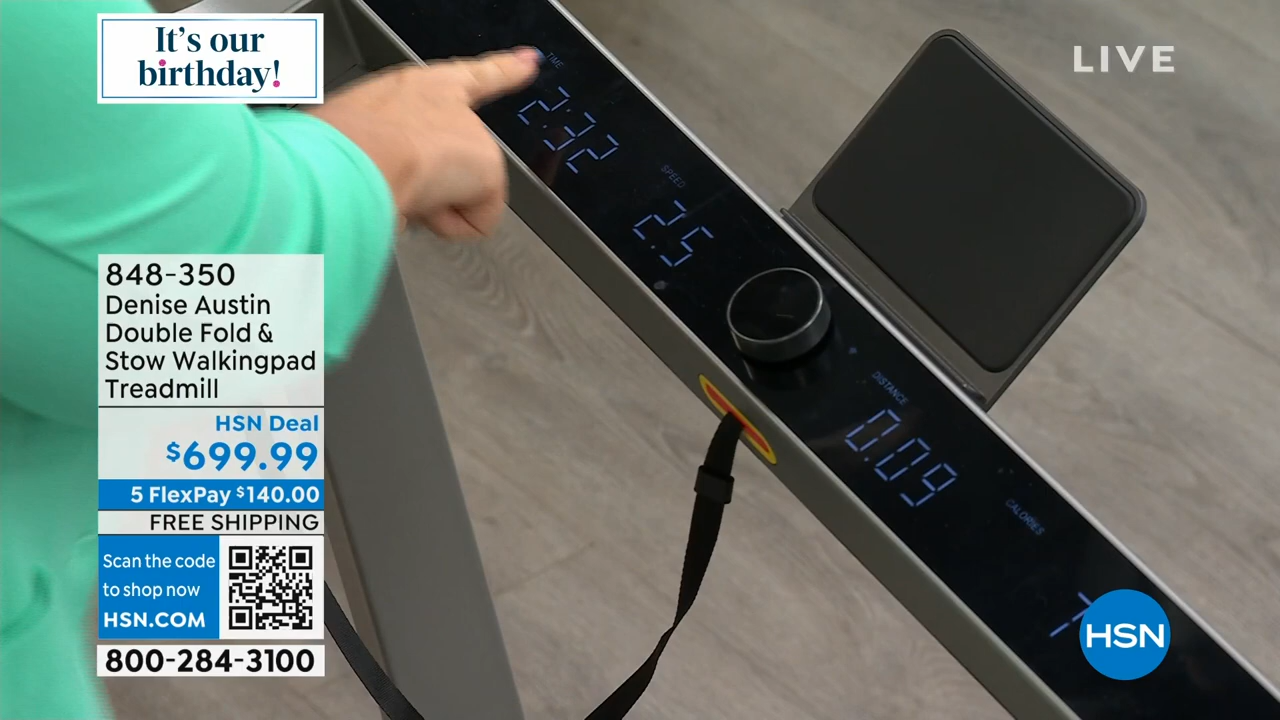 It's our
birthday!
LIVE
TIME
2:32
SPEED
2.5
DISTANCE
0.09
CALORIES
7
848-350
Denise Austin
Double Fold &
Stow Walkingpad
Treadmill
HSN Deal
$699.99
5 FlexPay $140.00
FREE SHIPPING
Scan the code
to shop now
HSN.COM
800-284-3100
HSN